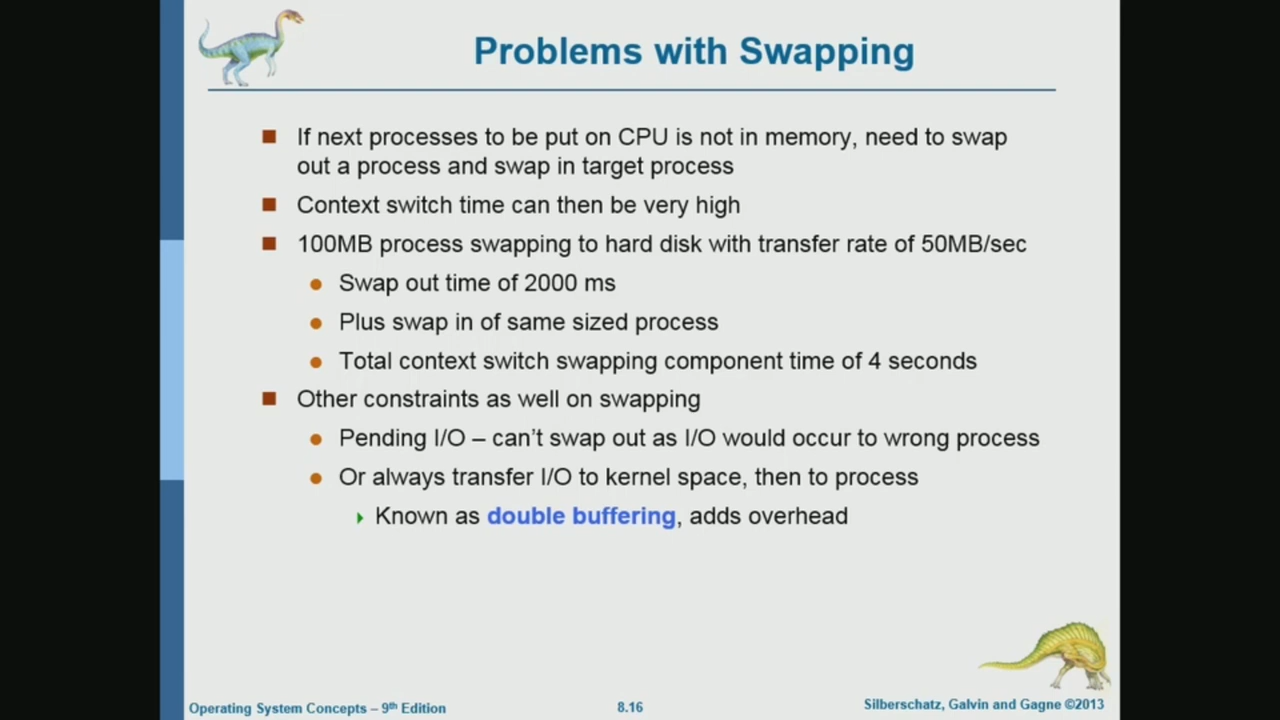 Problems with Swapping
If next processes to be put on CPU is not in memory, need to swap
out a process and swap in target process
Context switch time can then be very high
100MB process swapping to hard disk with transfer rate of 50MB/sec
Swap out time of 2000 ms
Plus swap in of same sized process
Total context switch swapping component time of 4 seconds
Other constraints as well on swapping
Pending I/O – can't swap out as I/O would occur to wrong process
Or always transfer I/O to kernel space, then to process
Known as double buffering, adds overhead
Operating System Concepts – 9th Edition
8.16
Silberschatz, Galvin and Gagne ©2013